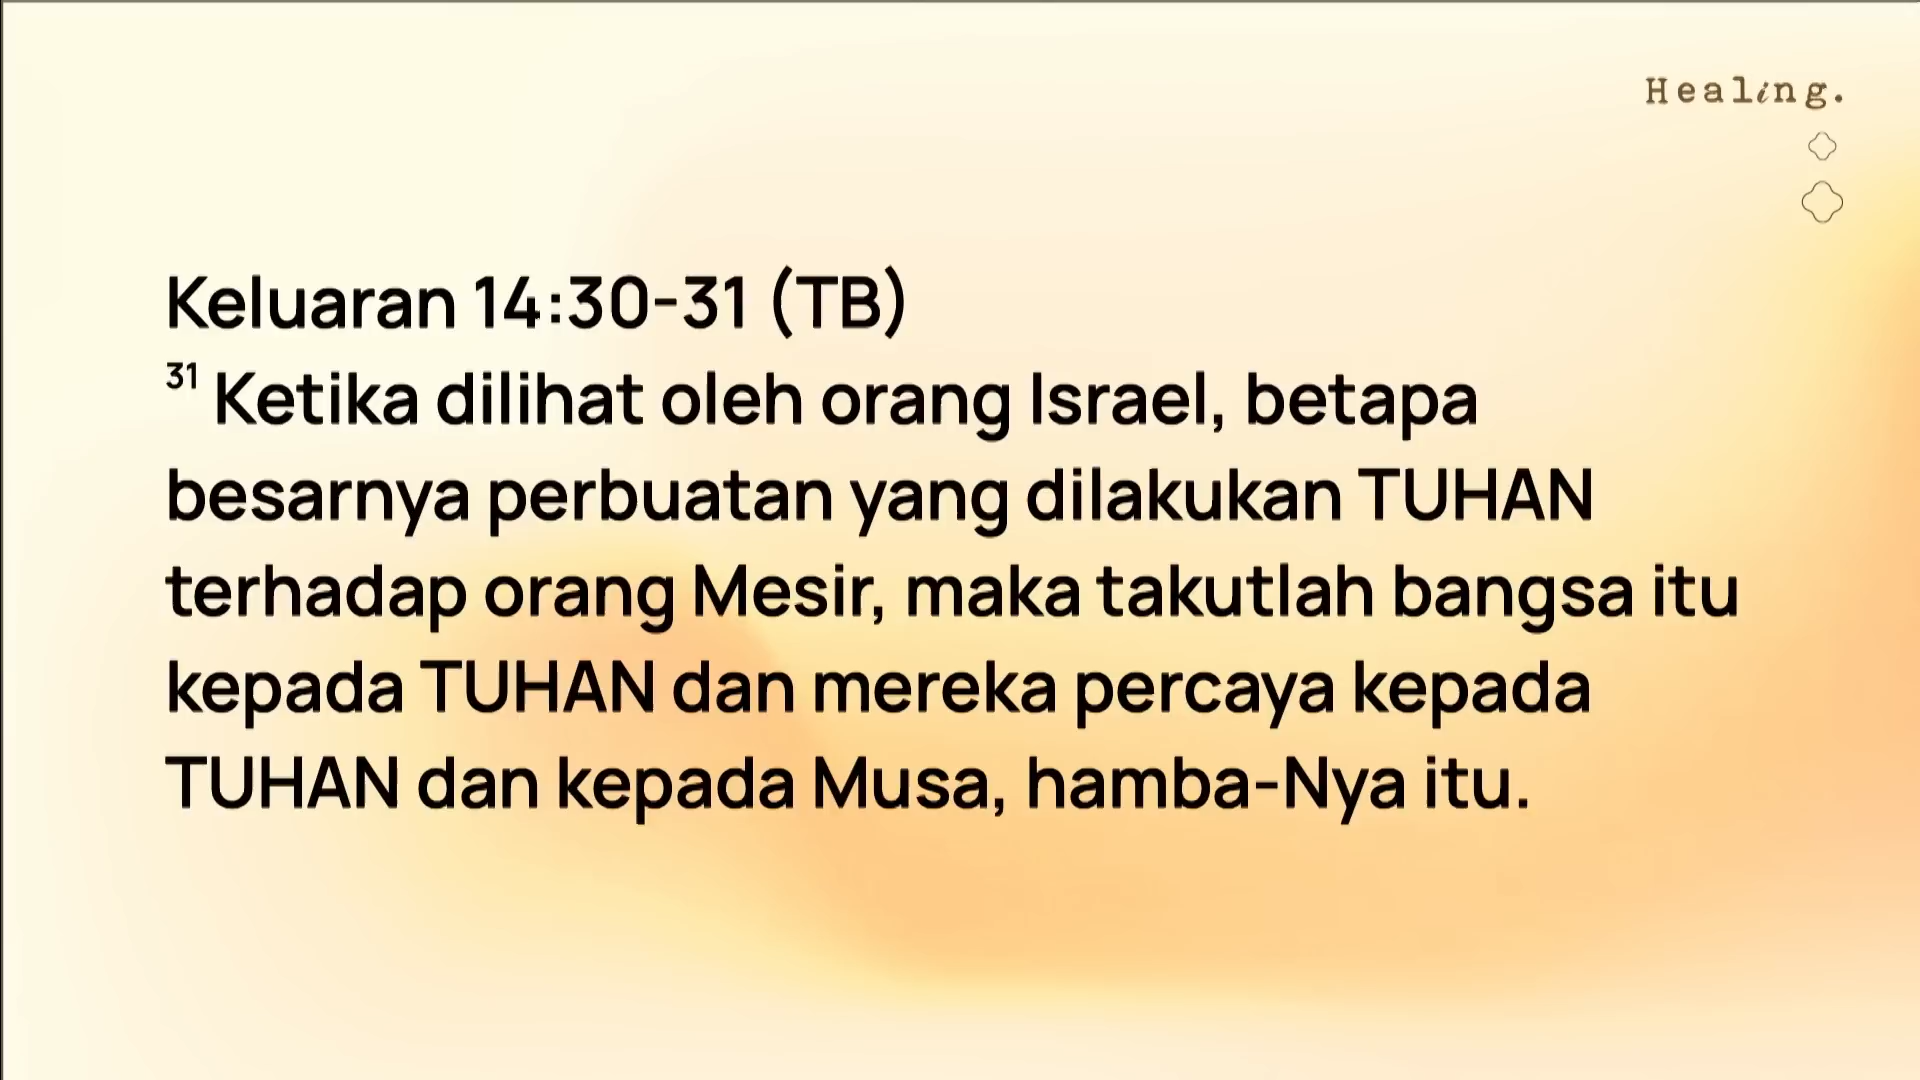 Healing.
Keluaran 14:30-31 (TB)
31 Ketika dilihat oleh orang Israel, betapa
besarnya perbuatan yang dilakukan TUHAN
terhadap orang Mesir, maka takutlah bangsa itu
kepada TUHAN dan mereka percaya kepada
TUHAN dan kepada Musa, hamba-Nya itu.